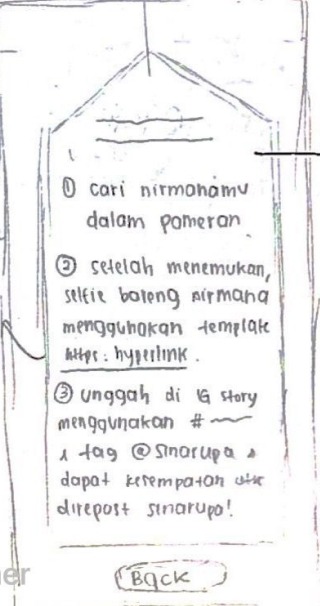 ① cari nirmanamu
dalam pameran
② setelah menemukan,
selfie bareng nirmana
menggunakan template
https : hyperlink .
③ unggah di IG story
menggunakan #
& tag @sinarupa &
dapat kesempatan utk
direpost sinarupa!
Back
er